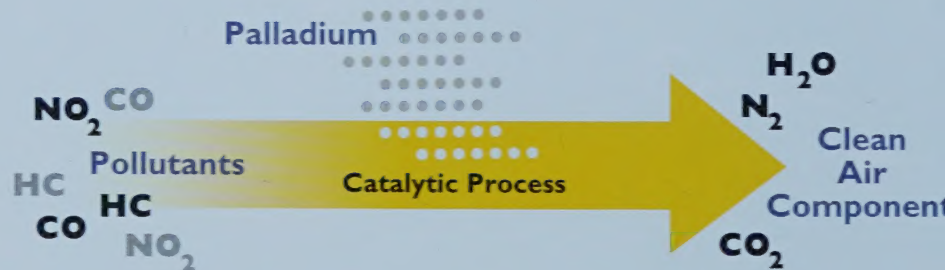 Palladium
NO₂ CO
Pollutants
HC
HC
CO
NO₂
Catalytic Process
H₂O
N₂
Clean
Air
Component
CO₂